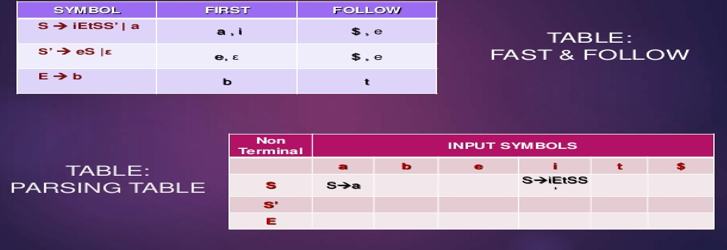 SYMBOL FIRST FOLLOW
S → iEtSS' | a a , i $ , e
S' → eS |ε e, ε $ , e
E → b b t
TABLE:
FAST & FOLLOW
TABLE:
PARSING TABLE
Non
Terminal INPUT SYMBOLS
a b e i t $
S S→a S→iEtSS
'
S'
E